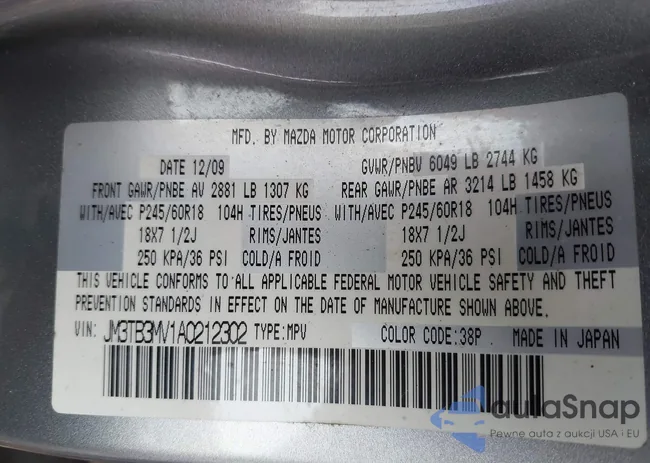 MFD. BY MAZDA MOTOR CORPORATION
DATE 12/09 GVWR/PNBV 6049 LB 2744 KG
FRONT GAWR/PNBE AV 2881 LB 1307 KG REAR GAWR/PNBE AR 3214 LB 1458 KG
WITH/AVEC P245/60R18 104H TIRES/PNEUS WITH/AVEC P245/60R18 104H TIRES/PNEUS
18X7 1/2J RIMS/JANTES 18X7 1/2J RIMS/JANTES
250 KPA/36 PSI COLD/A FROID 250 KPA/36 PSI COLD/A FROID
THIS VEHICLE CONFORMS TO ALL APPLICABLE FEDERAL MOTOR VEHICLE SAFETY AND THEFT
PREVENTION STANDARDS IN EFFECT ON THE DATE OF MANUFACTURE SHOWN ABOVE.
VIN: JM3TB3MV1A0212302 TYPE:MPV COLOR CODE:38P MADE IN JAPAN
aulaSnap
Pewne auta z aukcji USA i EU